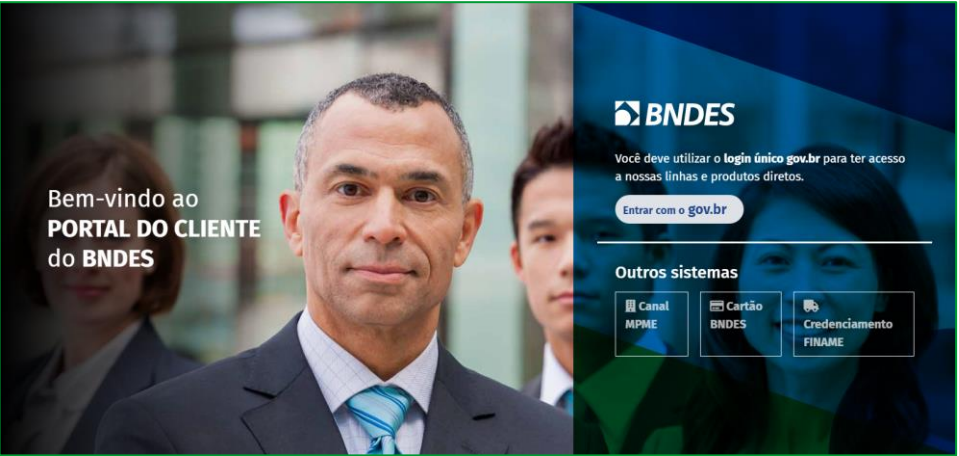 Bem-vindo ao
PORTAL DO CLIENTE
do BNDES
BNDES
Você deve utilizar o login único gov.br para ter acesso
a nossas linhas e produtos diretos.
Entrar com o gov.br
Outros sistemas
Canal
MPME
Cartão
BNDES
Credenciamento
FINAME